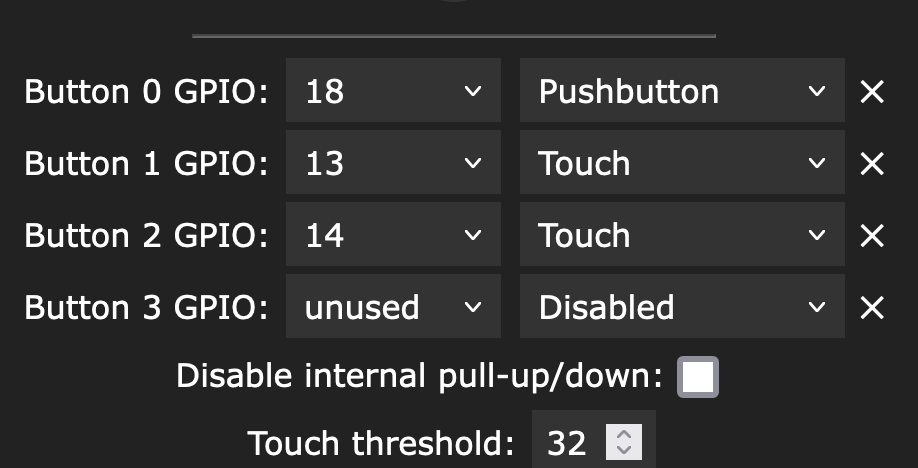 Button 0 GPIO: 18 Pushbutton ×
Button 1 GPIO: 13 Touch ×
Button 2 GPIO: 14 Touch ×
Button 3 GPIO: unused Disabled ×
Disable internal pull-up/down:
Touch threshold: 32